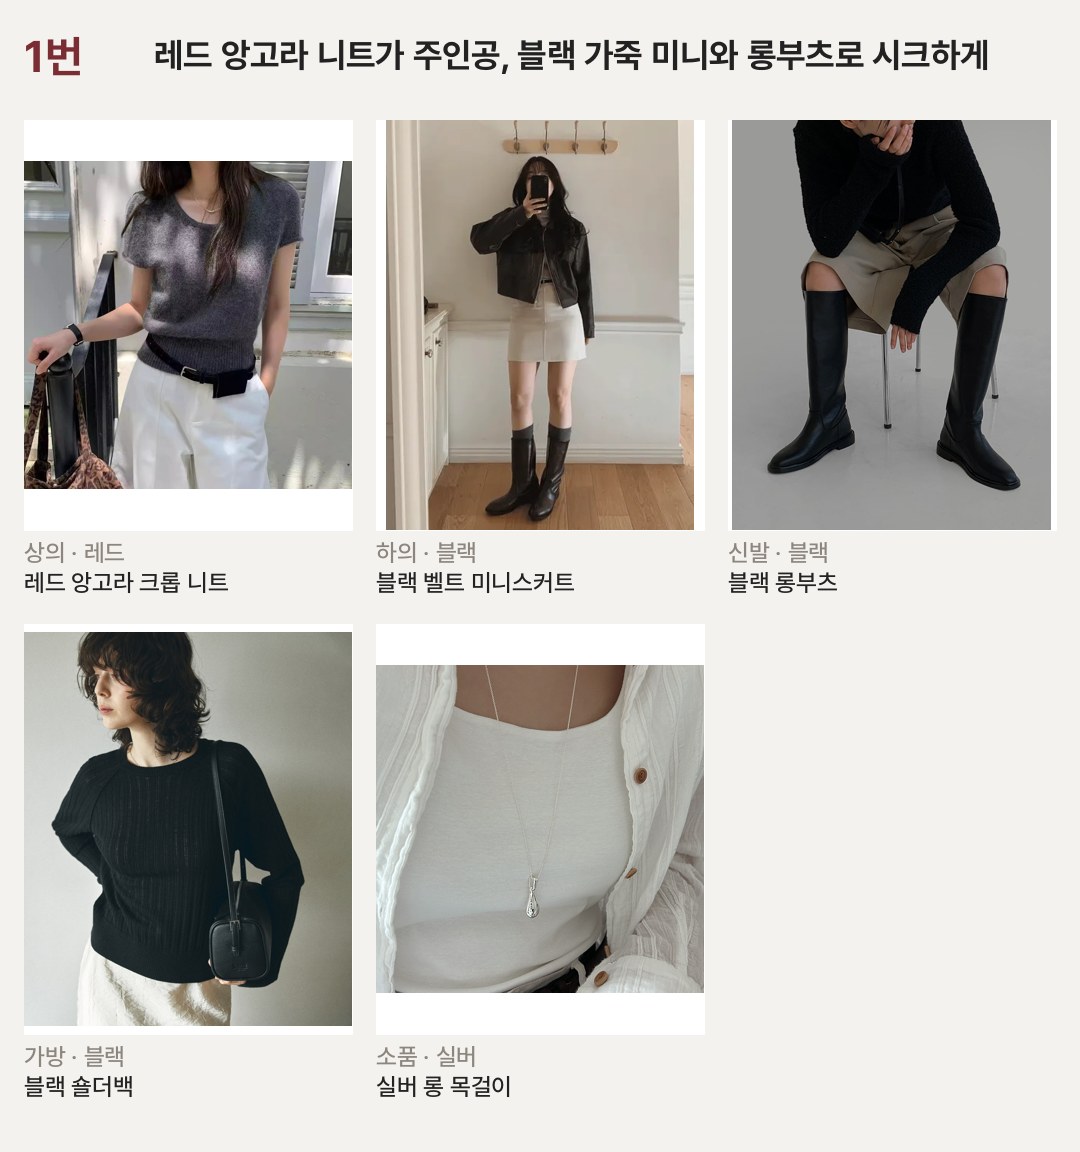 1번
레드 앙고라 니트가 주인공, 블랙 가죽 미니와 롱부츠로 시크하게
상의 · 레드
레드 앙고라 크롭 니트
하의 · 블랙
블랙 벨트 미니스커트
신발 · 블랙
블랙 롱부츠
가방 · 블랙
블랙 숄더백
소품 · 실버
실버 롱 목걸이